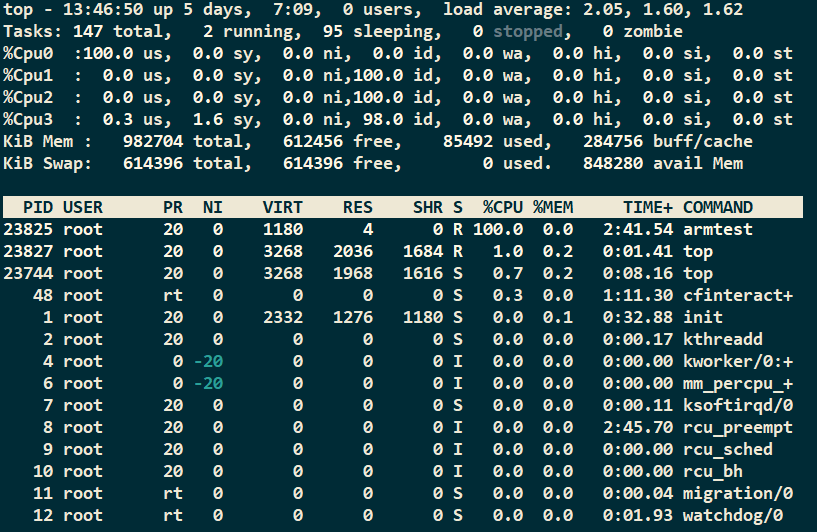 top - 13:46:50 up 5 days,  7:09,  0 users,  load average: 2.05, 1.60, 1.62
Tasks: 147 total,   2 running,  95 sleeping,   0 stopped,   0 zombie
%Cpu0  :100.0 us,  0.0 sy,  0.0 ni,  0.0 id,  0.0 wa,  0.0 hi,  0.0 si,  0.0 st
%Cpu1  :  0.0 us,  0.0 sy,  0.0 ni,100.0 id,  0.0 wa,  0.0 hi,  0.0 si,  0.0 st
%Cpu2  :  0.0 us,  0.0 sy,  0.0 ni,100.0 id,  0.0 wa,  0.0 hi,  0.0 si,  0.0 st
%Cpu3  :  0.3 us,  1.6 sy,  0.0 ni, 98.0 id,  0.0 wa,  0.0 hi,  0.0 si,  0.0 st
KiB Mem :   982704 total,   612456 free,    85492 used,   284756 buff/cache
KiB Swap:   614396 total,   614396 free,        0 used.   848280 avail Mem
  PID USER      PR  NI    VIRT    RES    SHR S  %CPU %MEM     TIME+ COMMAND
23825 root      20   0    1180      4      0 R 100.0  0.0   2:41.54 armtest
23827 root      20   0    3268   2036   1684 R   1.0  0.2   0:01.41 top
23744 root      20   0    3268   1968   1616 S   0.7  0.2   0:08.16 top
   48 root      rt   0       0      0      0 S   0.3  0.0   1:11.30 cfinteract+
    1 root      20   0    2332   1276   1180 S   0.0  0.1   0:32.88 init
    2 root      20   0       0      0      0 S   0.0  0.0   0:00.17 kthreadd
    4 root       0 -20       0      0      0 I   0.0  0.0   0:00.00 kworker/0:+
    6 root       0 -20       0      0      0 I   0.0  0.0   0:00.00 mm_percpu_+
    7 root      20   0       0      0      0 S   0.0  0.0   0:00.11 ksoftirqd/0
    8 root      20   0       0      0      0 I   0.0  0.0   2:45.70 rcu_preempt
    9 root      20   0       0      0      0 I   0.0  0.0   0:00.00 rcu_sched
   10 root      20   0       0      0      0 I   0.0  0.0   0:00.00 rcu_bh
   11 root      rt   0       0      0      0 S   0.0  0.0   0:00.04 migration/0
   12 root      rt   0       0      0      0 S   0.0  0.0   0:01.93 watchdog/0